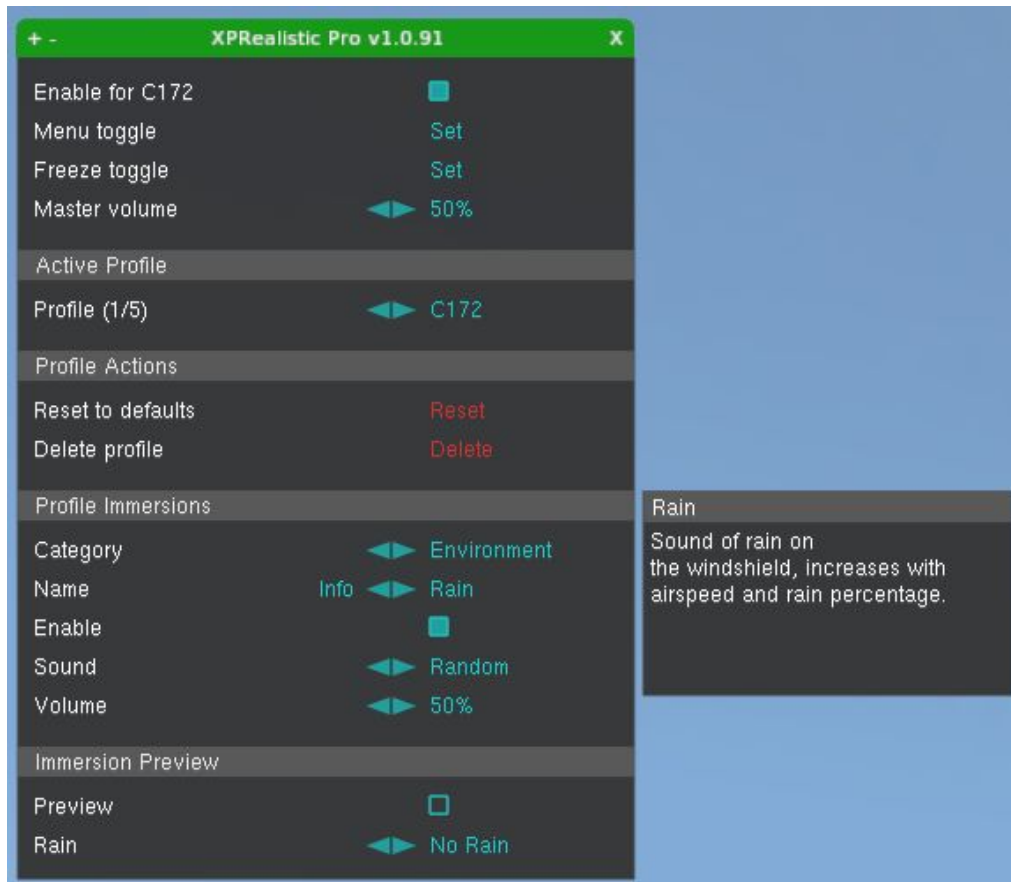 + - XPRealistic Pro v1.0.91 X
Enable for C172
Menu toggle Set
Freeze toggle Set
Master volume 50%
Active Profile
Profile (1/5) C172
Profile Actions
Reset to defaults Reset
Delete profile Delete
Profile Immersions
Category Environment
Name Info Rain
Enable
Sound Random
Volume 50%
Immersion Preview
Preview
Rain No Rain
Rain
Sound of rain on
the windshield, increases with
airspeed and rain percentage.